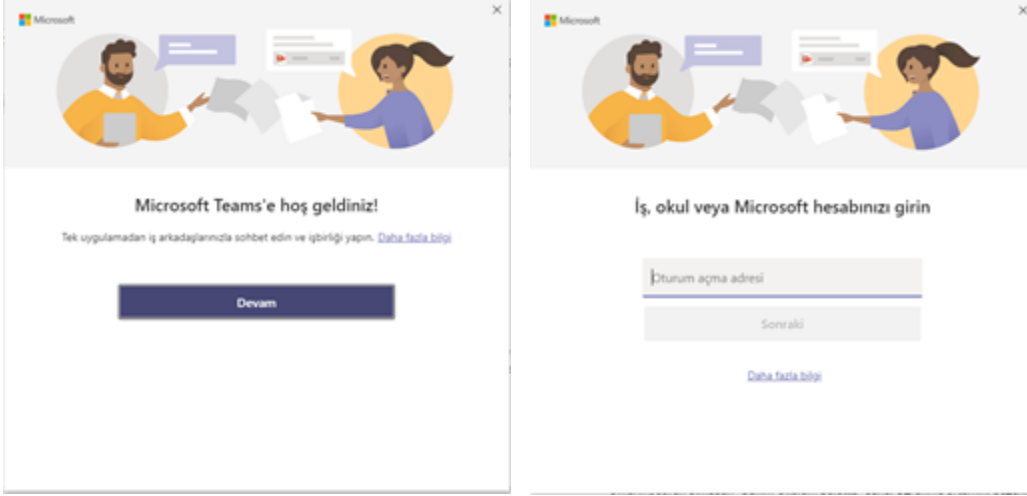 Microsoft
Microsoft Teams'e hoş geldiniz!
Tek uygulamadan iş arkadaşlarınızla sohbet edin ve işbirliği yapın. Daha fazla bilgi
Devam
Microsoft
İş, okul veya Microsoft hesabınızı girin
Oturum açma adresi
Sonraki
Daha fazla bilgi